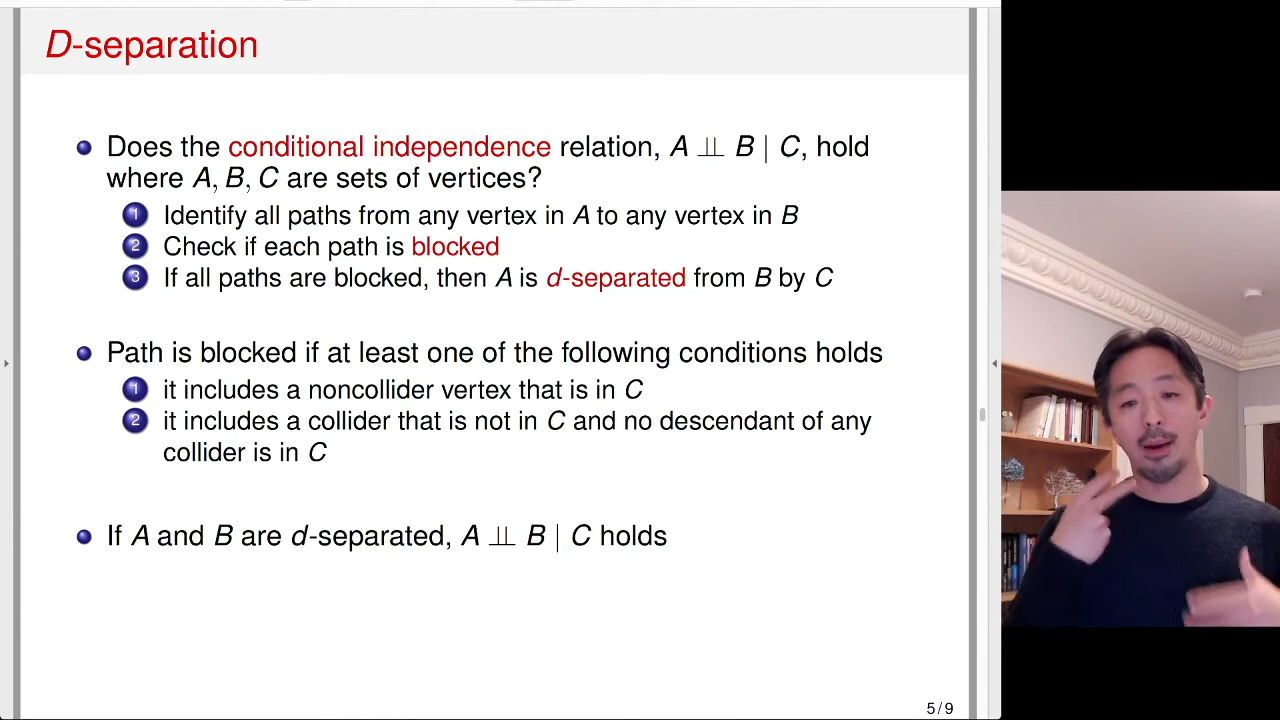 D-separation
Does the conditional independence relation, A ⊥⊥ B | C, hold
where A, B, C are sets of vertices?
1 Identify all paths from any vertex in A to any vertex in B
2 Check if each path is blocked
3 If all paths are blocked, then A is d-separated from B by C
Path is blocked if at least one of the following conditions holds
1 it includes a noncollider vertex that is in C
2 it includes a collider that is not in C and no descendant of any
collider is in C
If A and B are d-separated, A ⊥⊥ B | C holds
5 / 9